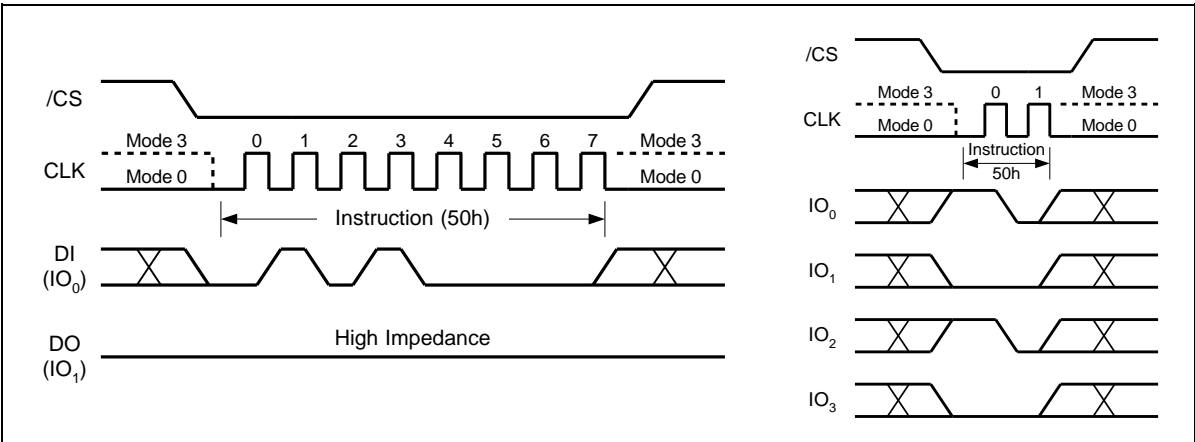 /CS
Mode 3 0 1 2 3 4 5 6 7 Mode 3
CLK
Mode 0 Mode 0
Instruction (50h)
DI
(IO0)
High Impedance
DO
(IO1)
/CS
Mode 3 0 1 Mode 3
CLK
Mode 0 Mode 0
Instruction
50h
IO0
IO1
IO2
IO3